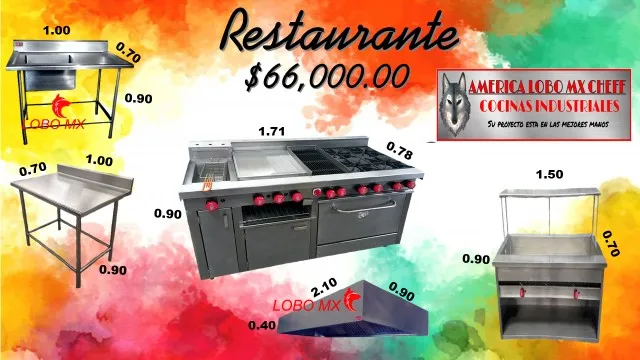 Restaurante
$66,000.00
AMERICA LOBO MX CHEFF
COCINAS INDUSTRIALES
SU PROYECTO ESTA EN LAS MEJORES MANOS
1.00
0.70
0.90
LOBO MX
0.70
1.00
0.90
1.71
0.78
0.90
2.10
0.90
LOBO MX
0.40
1.50
0.70
0.90